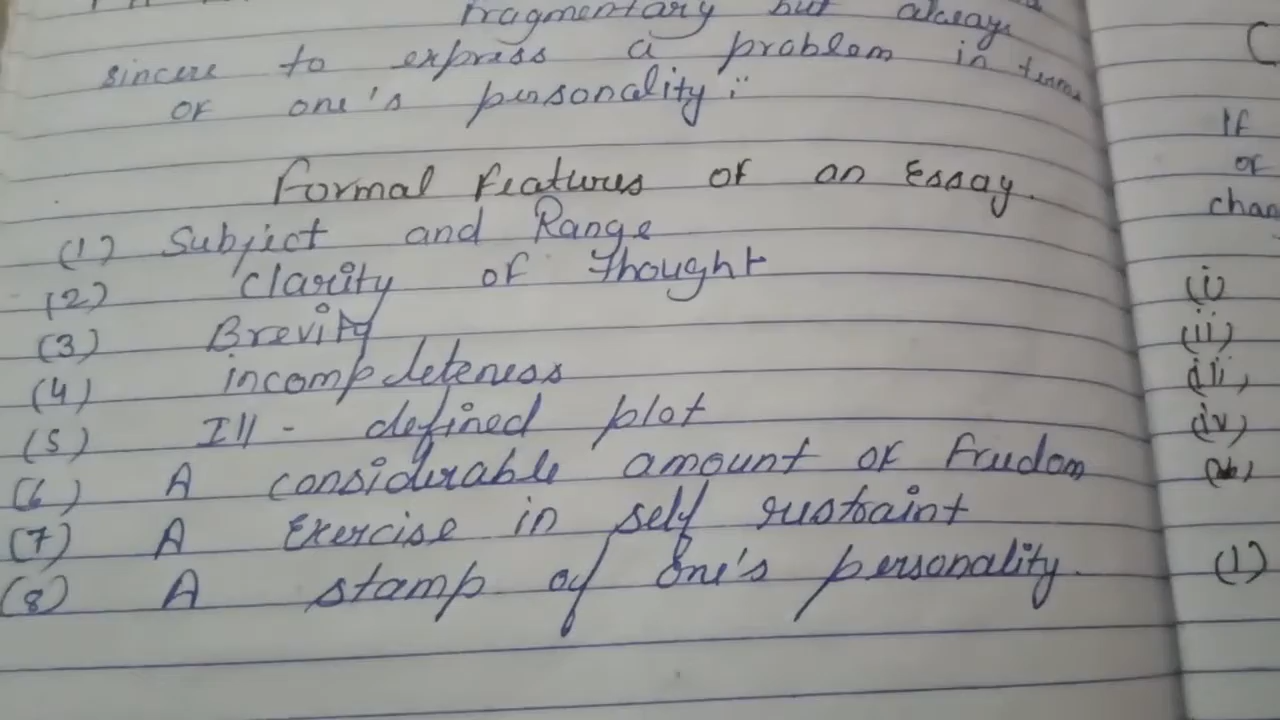 Fragmentary but always
sincere to express a problem in terms
of one's personality :
Formal Features of an Essay.
(1) Subject and Range
(2) Clarity of Thought
(3) Brevity
(4) incompleteness
(5) Ill - defined plot
(6) A considerable amount of Freedom
(7) A Exercise in self restraint
(8) A stamp of One's personality.
C
If
of
chan
(i)
(ii)
(iii)
(iv)
(1)